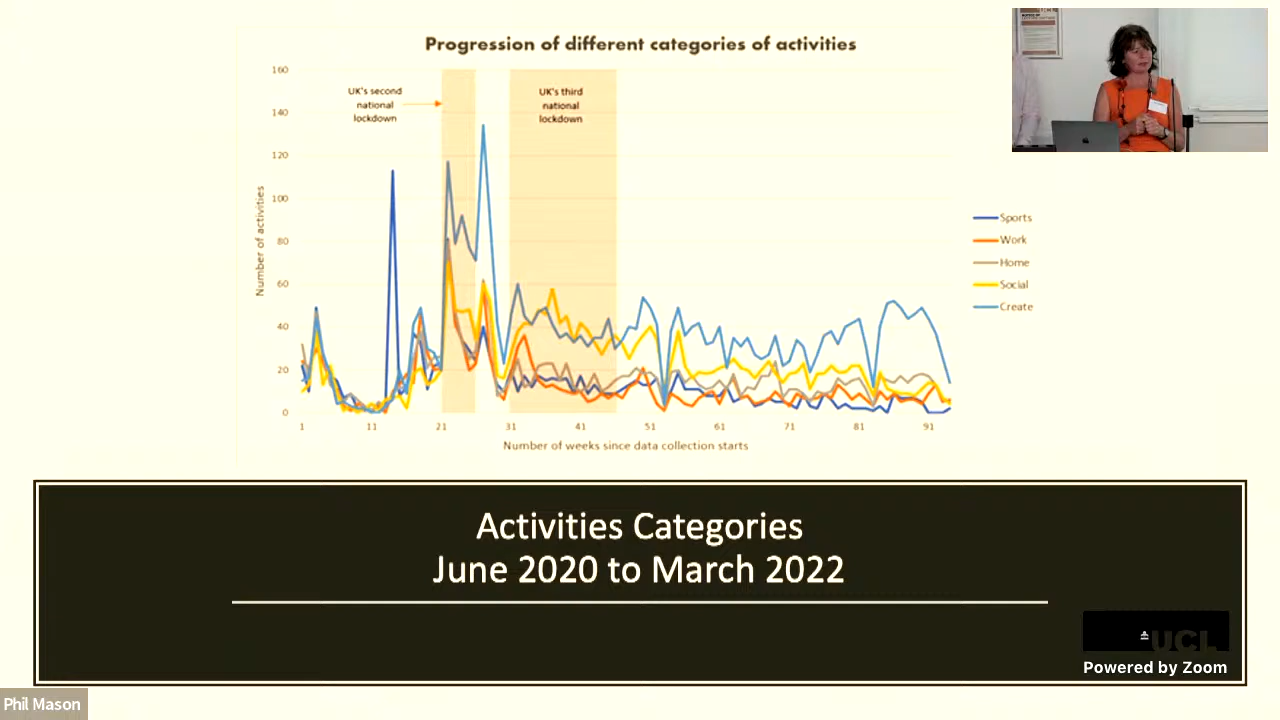 Progression of different categories of activities
160
140
120
100
80
60
40
20
0
Number of activities
UK's second
national
lockdown
UK's third
national
lockdown
1
11
21
31
41
51
61
71
81
91
Number of weeks since data collection starts
Sports
Work
Home
Social
Create
Activities Categories
June 2020 to March 2022
UCL
Powered by Zoom
Phil Mason